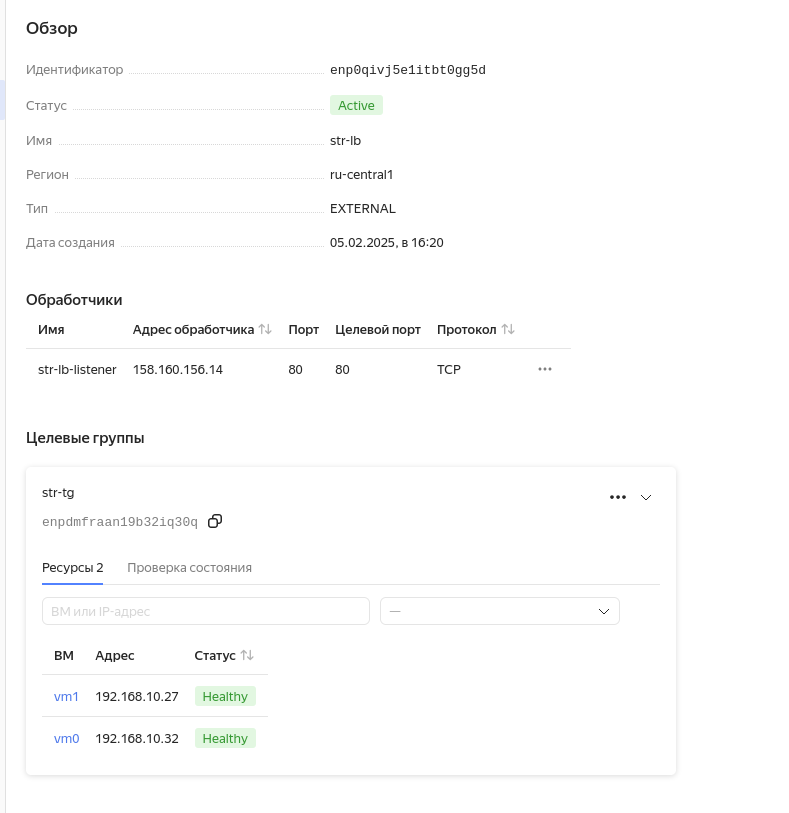 Обзор
Идентификатор enp0qivj5e1itbt0gg5d
Статус Active
Имя str-lb
Регион ru-central1
Тип EXTERNAL
Дата создания 05.02.2025, в 16:20
Обработчики
Имя Адрес обработчика Порт Целевой порт Протокол
str-lb-listener 158.160.156.14 80 80 TCP
Целевые группы
str-tg
enpdmfraan19b32iq30q
Ресурсы 2 Проверка состояния
ВМ или IP-адрес —
ВМ Адрес Статус
vm1 192.168.10.27 Healthy
vm0 192.168.10.32 Healthy